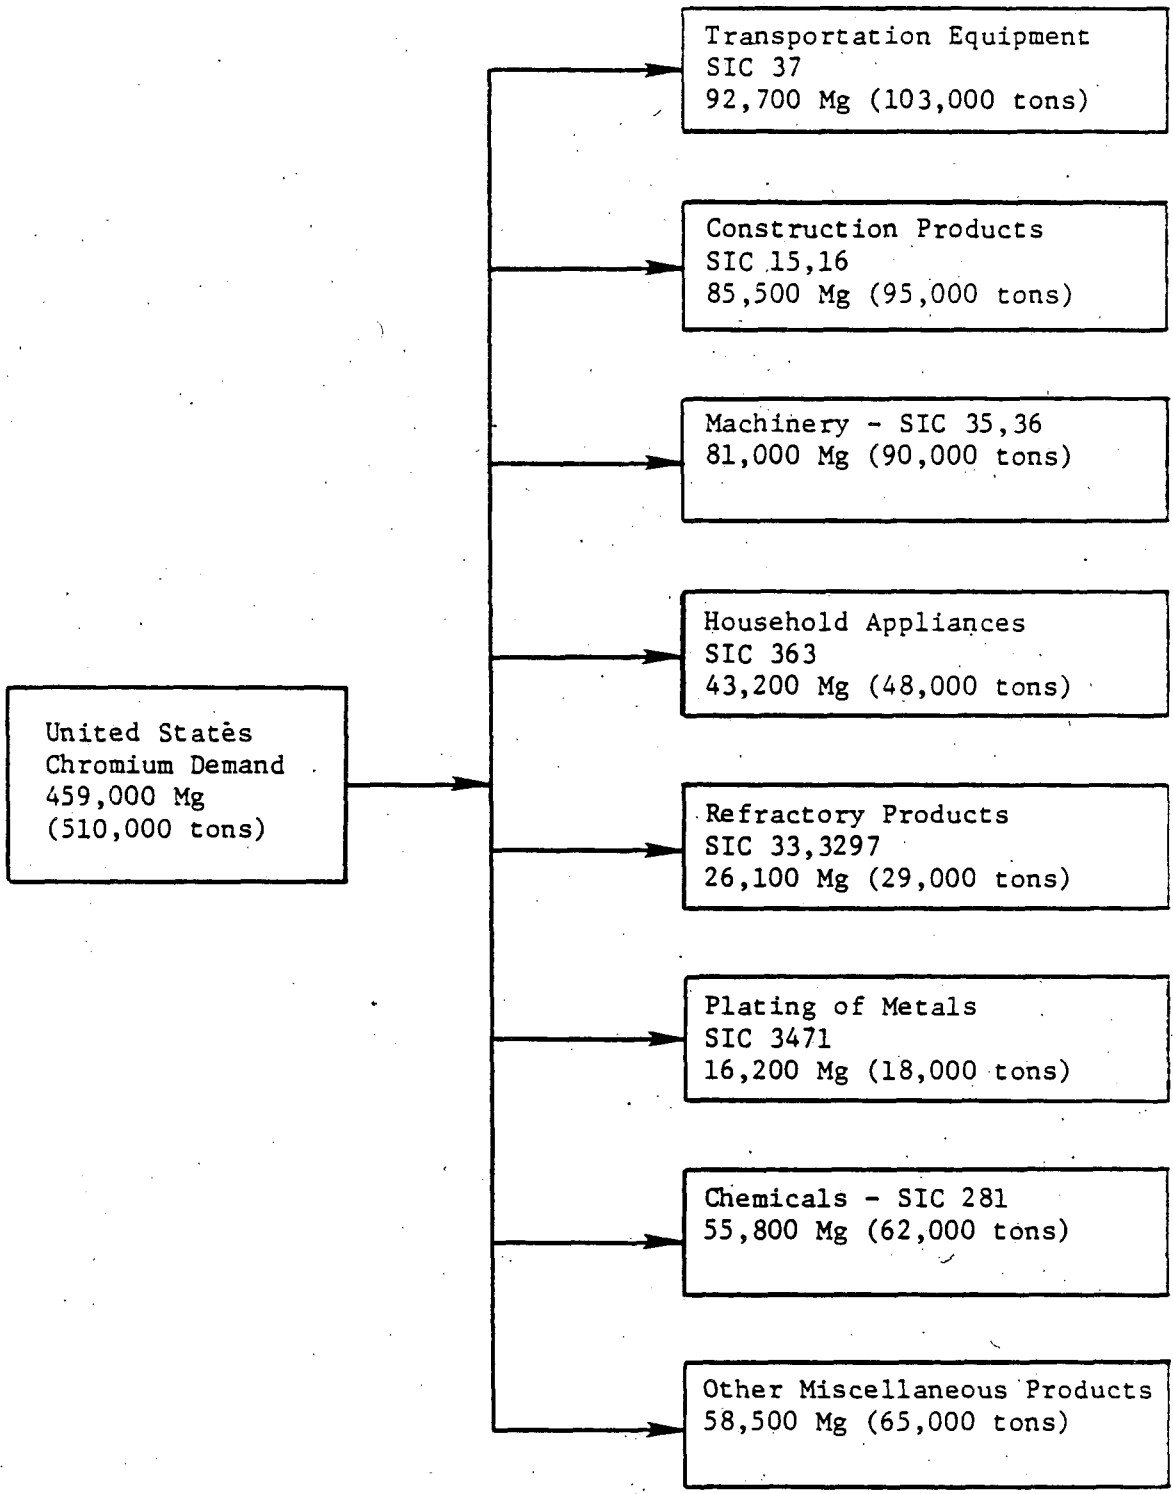 Transportation Equipment
SIC 37
92,700 Mg (103,000 tons)
Construction Products
SIC 15,16
85,500 Mg (95,000 tons)
Machinery - SIC 35,36
81,000 Mg (90,000 tons)
Household Appliances
SIC 363
43,200 Mg (48,000 tons)
United States
Chromium Demand
459,000 Mg
(510,000 tons)
Refractory Products
SIC 33,3297
26,100 Mg (29,000 tons)
Plating of Metals
SIC 3471
16,200 Mg (18,000 tons)
Chemicals - SIC 281
55,800 Mg (62,000 tons)
Other Miscellaneous Products
58,500 Mg (65,000 tons)